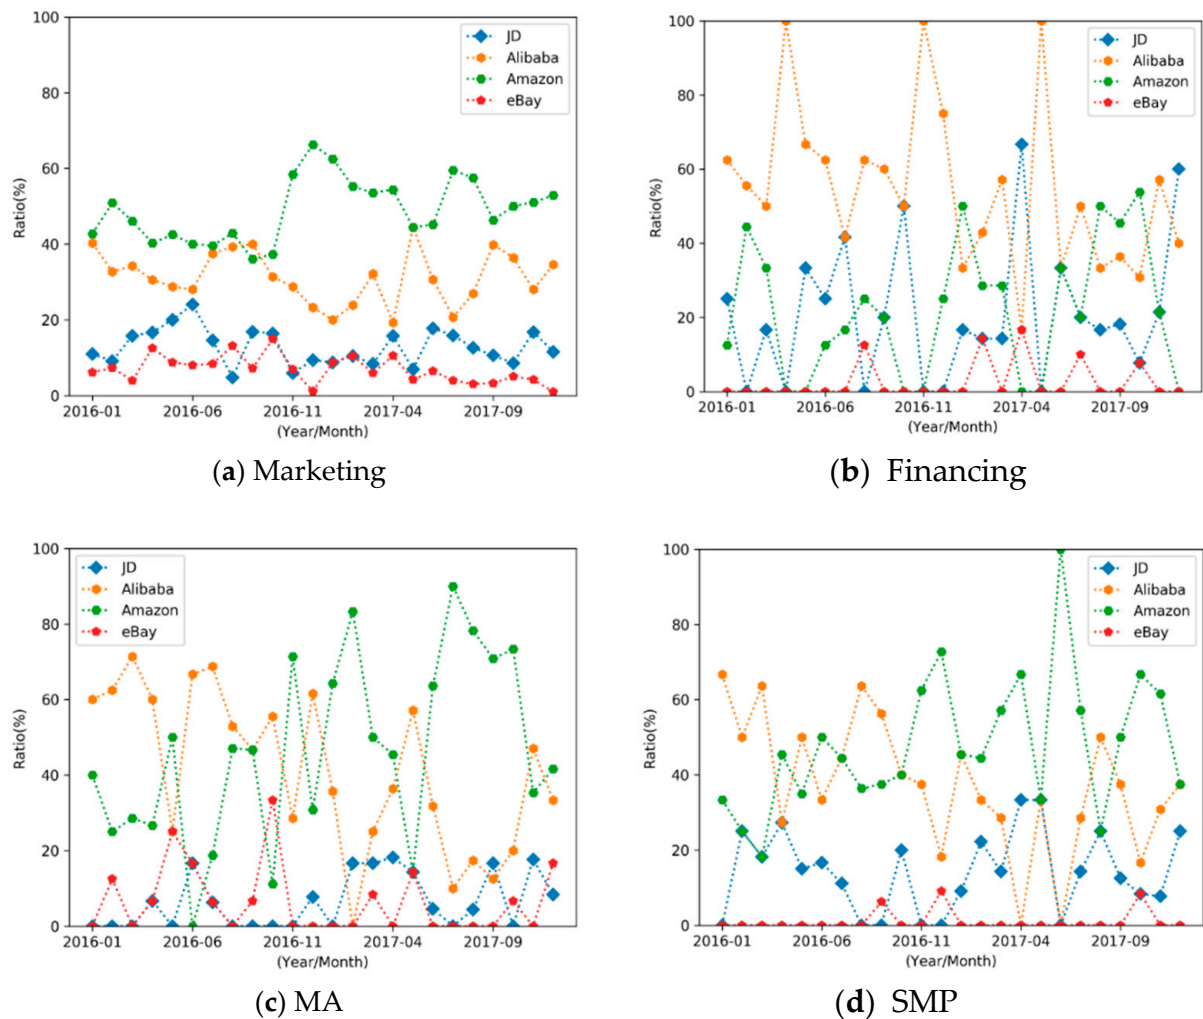 100
80
60
40
20
0
Ratio(%)
JD
Alibaba
Amazon
eBay
2016-01 2016-06 2016-11 2017-04 2017-09
(Year/Month)
(a) Marketing
100
80
60
40
20
0
Ratio(%)
JD
Alibaba
Amazon
eBay
2016-01 2016-06 2016-11 2017-04 2017-09
(Year/Month)
(b) Financing
100
80
60
40
20
0
Ratio(%)
JD
Alibaba
Amazon
eBay
2016-01 2016-06 2016-11 2017-04 2017-09
(Year/Month)
(c) MA
100
80
60
40
20
0
Ratio(%)
JD
Alibaba
Amazon
eBay
2016-01 2016-06 2016-11 2017-04 2017-09
(Year/Month)
(d) SMP